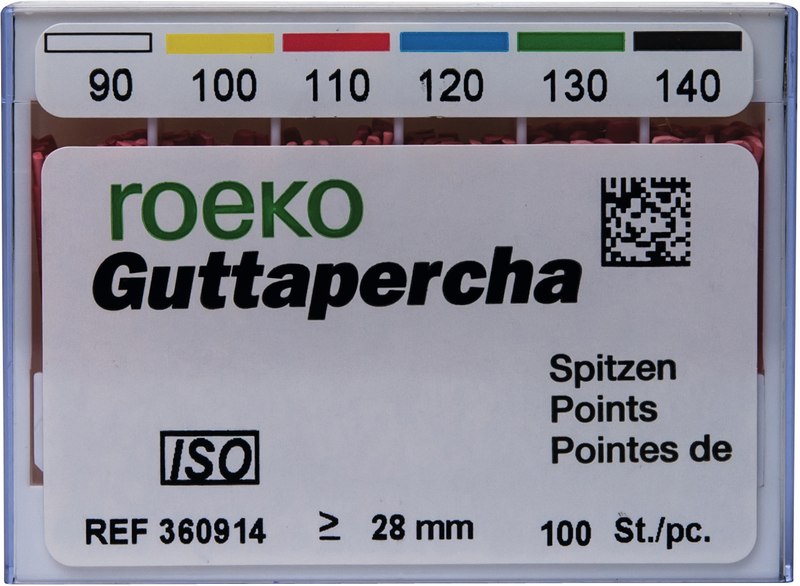 90 100 110 120 130 140
roeko
Guttapercha
Spitzen
Points
Pointes de
ISO
REF 360914 ≥ 28 mm 100 St./pc.